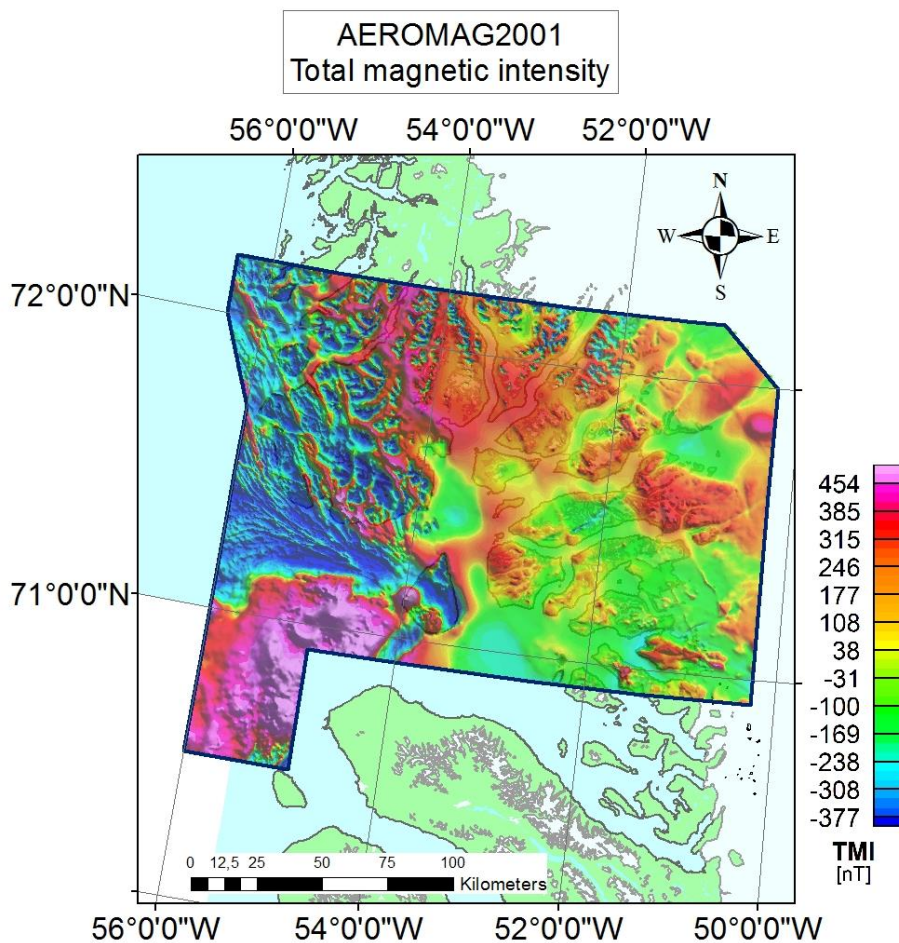 AEROMAG2001
Total magnetic intensity
56°0'0"W 54°0'0"W 52°0'0"W
N
W E
S
72°0'0"N
71°0'0"N
454
385
315
246
177
108
38
-31
-100
-169
-238
-308
-377
TMI
[nT]
0 12,5 25 50 75 100
Kilometers
56°0'0"W 54°0'0"W 52°0'0"W 50°0'0"W